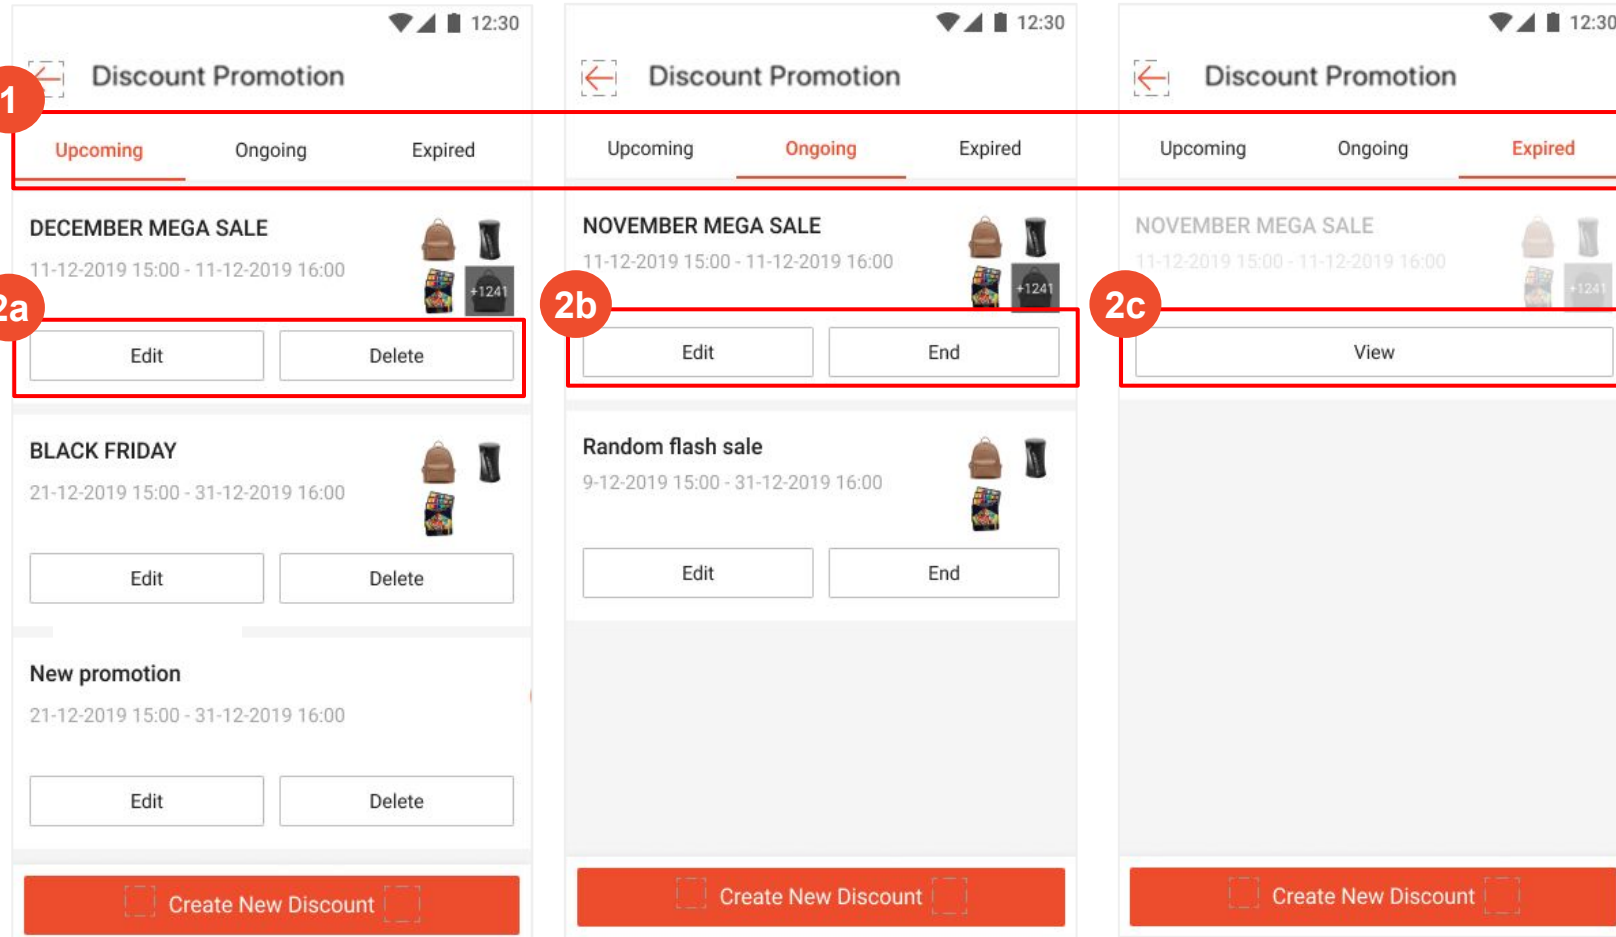 12:30
Discount Promotion
1
Upcoming Ongoing Expired
DECEMBER MEGA SALE
11-12-2019 15:00 - 11-12-2019 16:00
+1241
2a
Edit Delete
BLACK FRIDAY
21-12-2019 15:00 - 31-12-2019 16:00
Edit Delete
New promotion
21-12-2019 15:00 - 31-12-2019 16:00
Edit Delete
Create New Discount
12:30
Discount Promotion
Upcoming Ongoing Expired
NOVEMBER MEGA SALE
11-12-2019 15:00 - 11-12-2019 16:00
+1241
2b
Edit End
Random flash sale
9-12-2019 15:00 - 31-12-2019 16:00
Edit End
Create New Discount
12:30
Discount Promotion
Upcoming Ongoing Expired
NOVEMBER MEGA SALE
11-12-2019 15:00 - 11-12-2019 16:00
+1241
2c
View
Create New Discount